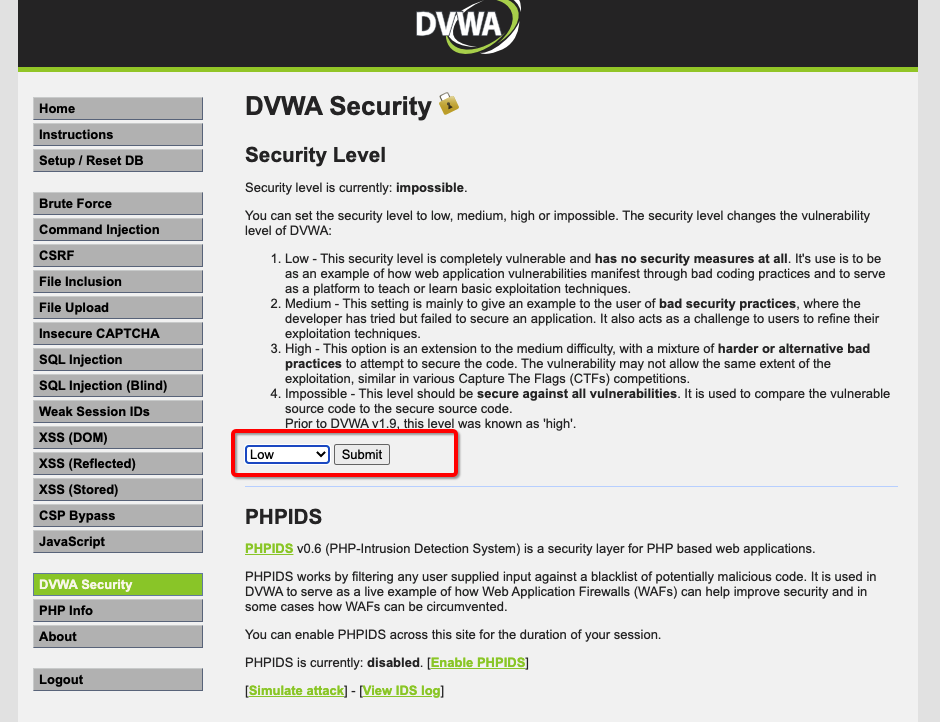 DVWA
Home
Instructions
Setup / Reset DB
Brute Force
Command Injection
CSRF
File Inclusion
File Upload
Insecure CAPTCHA
SQL Injection
SQL Injection (Blind)
Weak Session IDs
XSS (DOM)
XSS (Reflected)
XSS (Stored)
CSP Bypass
JavaScript
DVWA Security
PHP Info
About
Logout
DVWA Security
Security Level
Security level is currently: impossible.
You can set the security level to low, medium, high or impossible. The security level changes the vulnerability
level of DVWA:
1. Low - This security level is completely vulnerable and has no security measures at all. It's use is to be
as an example of how web application vulnerabilities manifest through bad coding practices and to serve
as a platform to teach or learn basic exploitation techniques.
2. Medium - This setting is mainly to give an example to the user of bad security practices, where the
developer has tried but failed to secure an application. It also acts as a challenge to users to refine their
exploitation techniques.
3. High - This option is an extension to the medium difficulty, with a mixture of harder or alternative bad
practices to attempt to secure the code. The vulnerability may not allow the same extent of the
exploitation, similar in various Capture The Flags (CTFs) competitions.
4. Impossible - This level should be secure against all vulnerabilities. It is used to compare the vulnerable
source code to the secure source code.
Prior to DVWA v1.9, this level was known as 'high'.
Low Submit
PHPIDS
PHPIDS v0.6 (PHP-Intrusion Detection System) is a security layer for PHP based web applications.
PHPIDS works by filtering any user supplied input against a blacklist of potentially malicious code. It is used in
DVWA to serve as a live example of how Web Application Firewalls (WAFs) can help improve security and in
some cases how WAFs can be circumvented.
You can enable PHPIDS across this site for the duration of your session.
PHPIDS is currently: disabled. [Enable PHPIDS]
[Simulate attack] - [View IDS log]